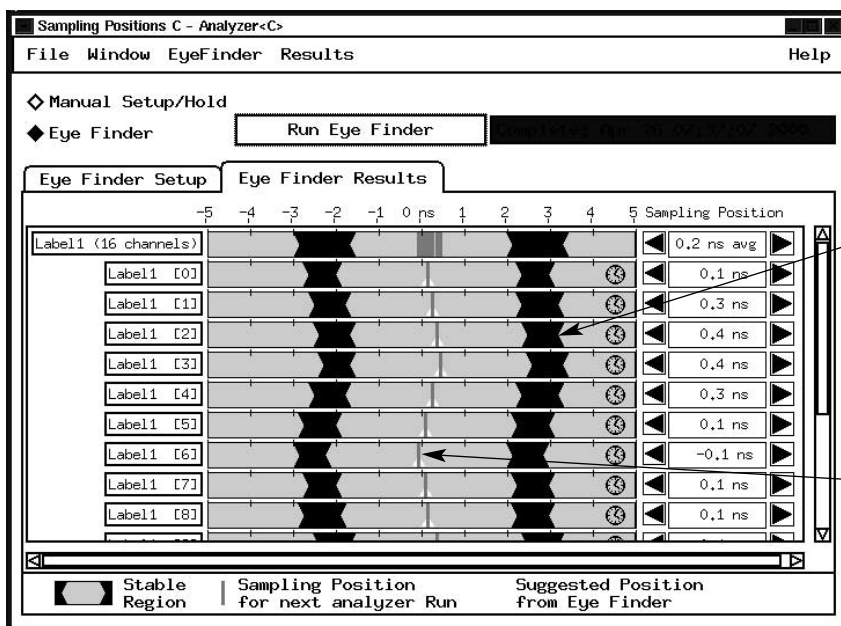 Sampling Positions C - Analyzer<C>
File Window EyeFinder Results Help
Manual Setup/Hold
Eye Finder
Run Eye Finder
Eye Finder Setup
Eye Finder Results
-5 -4 -3 -2 -1 0 ns 1 2 3 4 5 Sampling Position
Label1 (16 channels) 0.2 ns avg
Label1 [0] 0.1 ns
Label1 [1] 0.3 ns
Label1 [2] 0.4 ns
Label1 [3] 0.4 ns
Label1 [4] 0.3 ns
Label1 [5] 0.1 ns
Label1 [6] -0.1 ns
Label1 [7] 0.1 ns
Label1 [8] 0.1 ns
Stable Region
Sampling Position for next analyzer Run
Suggested Position from Eye Finder